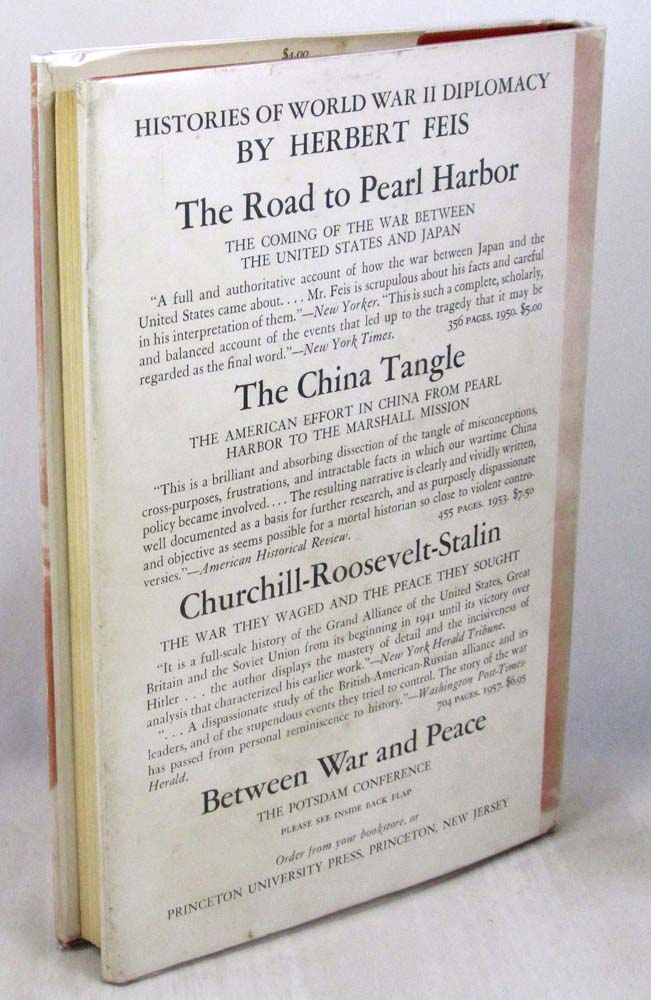 $4.00
HISTORIES OF WORLD WAR II DIPLOMACY
BY HERBERT FEIS
The Road to Pearl Harbor
THE COMING OF THE WAR BETWEEN
THE UNITED STATES AND JAPAN
"A full and authoritative account of how the war between Japan and the
United States came about. . . . Mr. Feis is scrupulous about his facts and careful
in his interpretation of them."—New Yorker. "This is such a complete, scholarly,
and balanced account of the events that led up to the tragedy that it may be
regarded as the final word."—New York Times.
356 PAGES. 1950. $5.00
The China Tangle
THE AMERICAN EFFORT IN CHINA FROM PEARL
HARBOR TO THE MARSHALL MISSION
"This is a brilliant and absorbing dissection of the tangle of misconceptions,
cross-purposes, frustrations, and intractable facts in which our wartime China
policy became involved. . . . The resulting narrative is clearly and vividly written,
well documented as a basis for further research, and as purposely dispassionate
and objective as seems possible for a mortal historian so close to violent contro-
versies."—American Historical Review.
455 PAGES. 1953. $7.50
Churchill-Roosevelt-Stalin
THE WAR THEY WAGED AND THE PEACE THEY SOUGHT
"It is a full-scale history of the Grand Alliance of the United States, Great
Britain and the Soviet Union from its beginning in 1941 until its victory over
Hitler . . . the author displays the mastery of detail and the incisiveness of
analysis that characterized his earlier work."—New York Herald Tribune.
". . . A dispassionate study of the British-American-Russian alliance and its
leaders, and of the stupendous events they tried to control. The story of the war
has passed from personal reminiscence to history."—Washington Post-Times
Herald.
704 PAGES. 1957. $6.95
Between War and Peace
THE POTSDAM CONFERENCE
PLEASE SEE INSIDE BACK FLAP
Order from your bookstore, or
PRINCETON UNIVERSITY PRESS, PRINCETON, NEW JERSEY